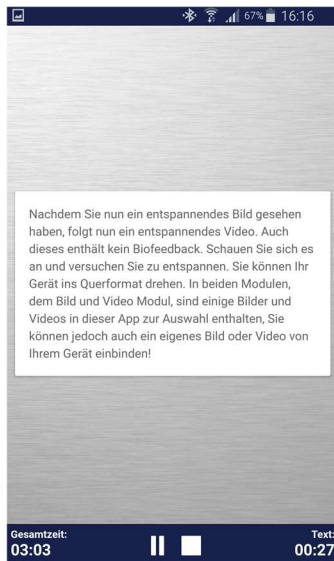 67% 16:16
Nachdem Sie nun ein entspannendes Bild gesehen
haben, folgt nun ein entspannendes Video. Auch
dieses enthält kein Biofeedback. Schauen Sie sich es
an und versuchen Sie zu entspannen. Sie können Ihr
Gerät ins Querformat drehen. In beiden Modulen,
dem Bild und Video Modul, sind einige Bilder und
Videos in dieser App zur Auswahl enthalten, Sie
können jedoch auch ein eigenes Bild oder Video von
Ihrem Gerät einbinden!
Gesamtzeit: Text:
03:03 00:27